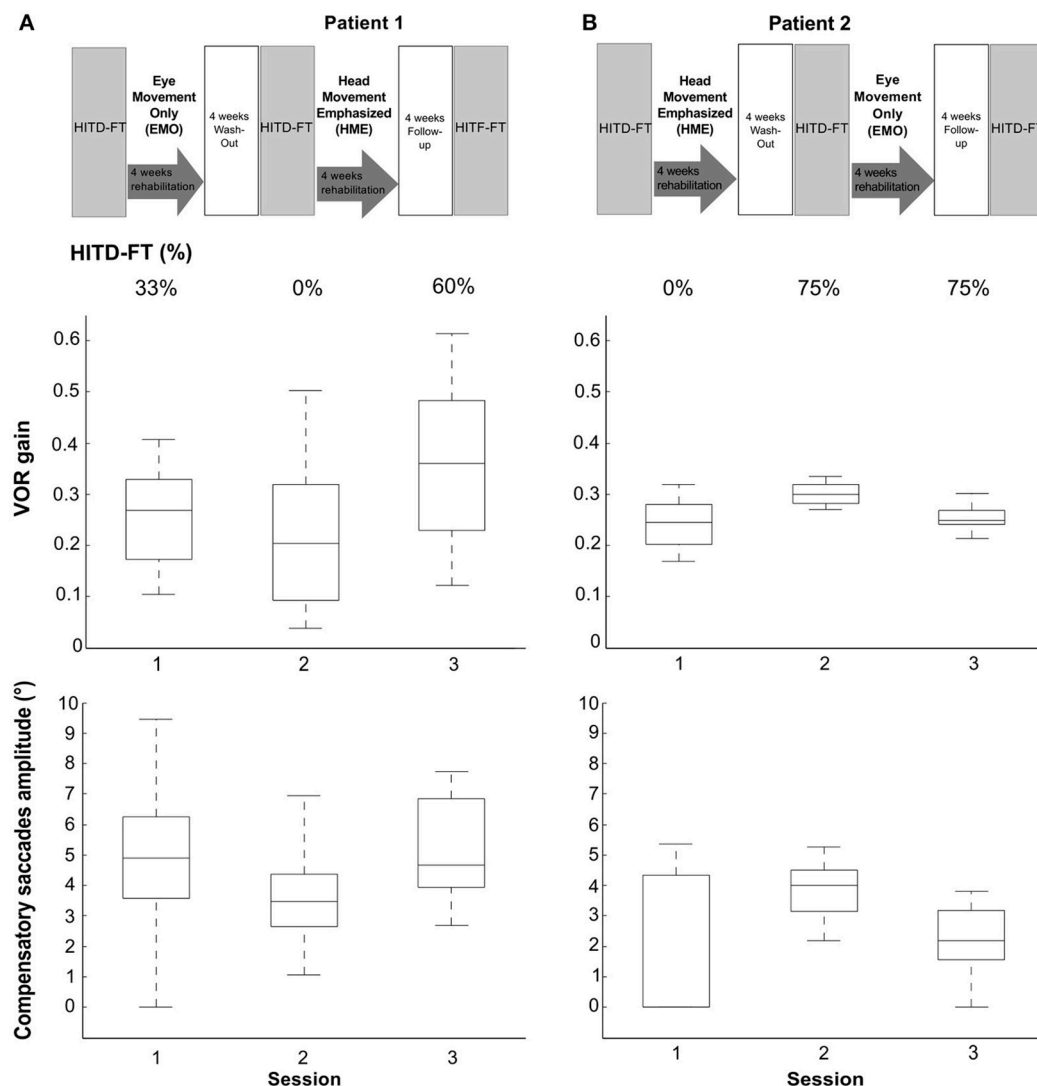 A
Patient 1
HITD-FT
Eye
Movement
Only
(EMO)
4 weeks
rehabilitation
4 weeks
Wash-
Out
HITD-FT
Head
Movement
Emphasized
(HME)
4 weeks
rehabilitation
4 weeks
Follow-
up
HITF-FT
B
Patient 2
HITD-FT
Head
Movement
Emphasized
(HME)
4 weeks
rehabilitation
4 weeks
Wash-
Out
HITD-FT
Eye
Movement
Only
(EMO)
4 weeks
rehabilitation
4 weeks
Follow-
up
HITD-FT
HITD-FT (%)
33% 0% 60%
0% 75% 75%
VOR gain
0.6
0.5
0.4
0.3
0.2
0.1
0
1 2 3
0.6
0.5
0.4
0.3
0.2
0.1
0
1 2 3
Compensatory saccades amplitude (°)
10
9
8
7
6
5
4
3
2
1
0
1 2 3
Session
10
9
8
7
6
5
4
3
2
1
0
1 2 3
Session